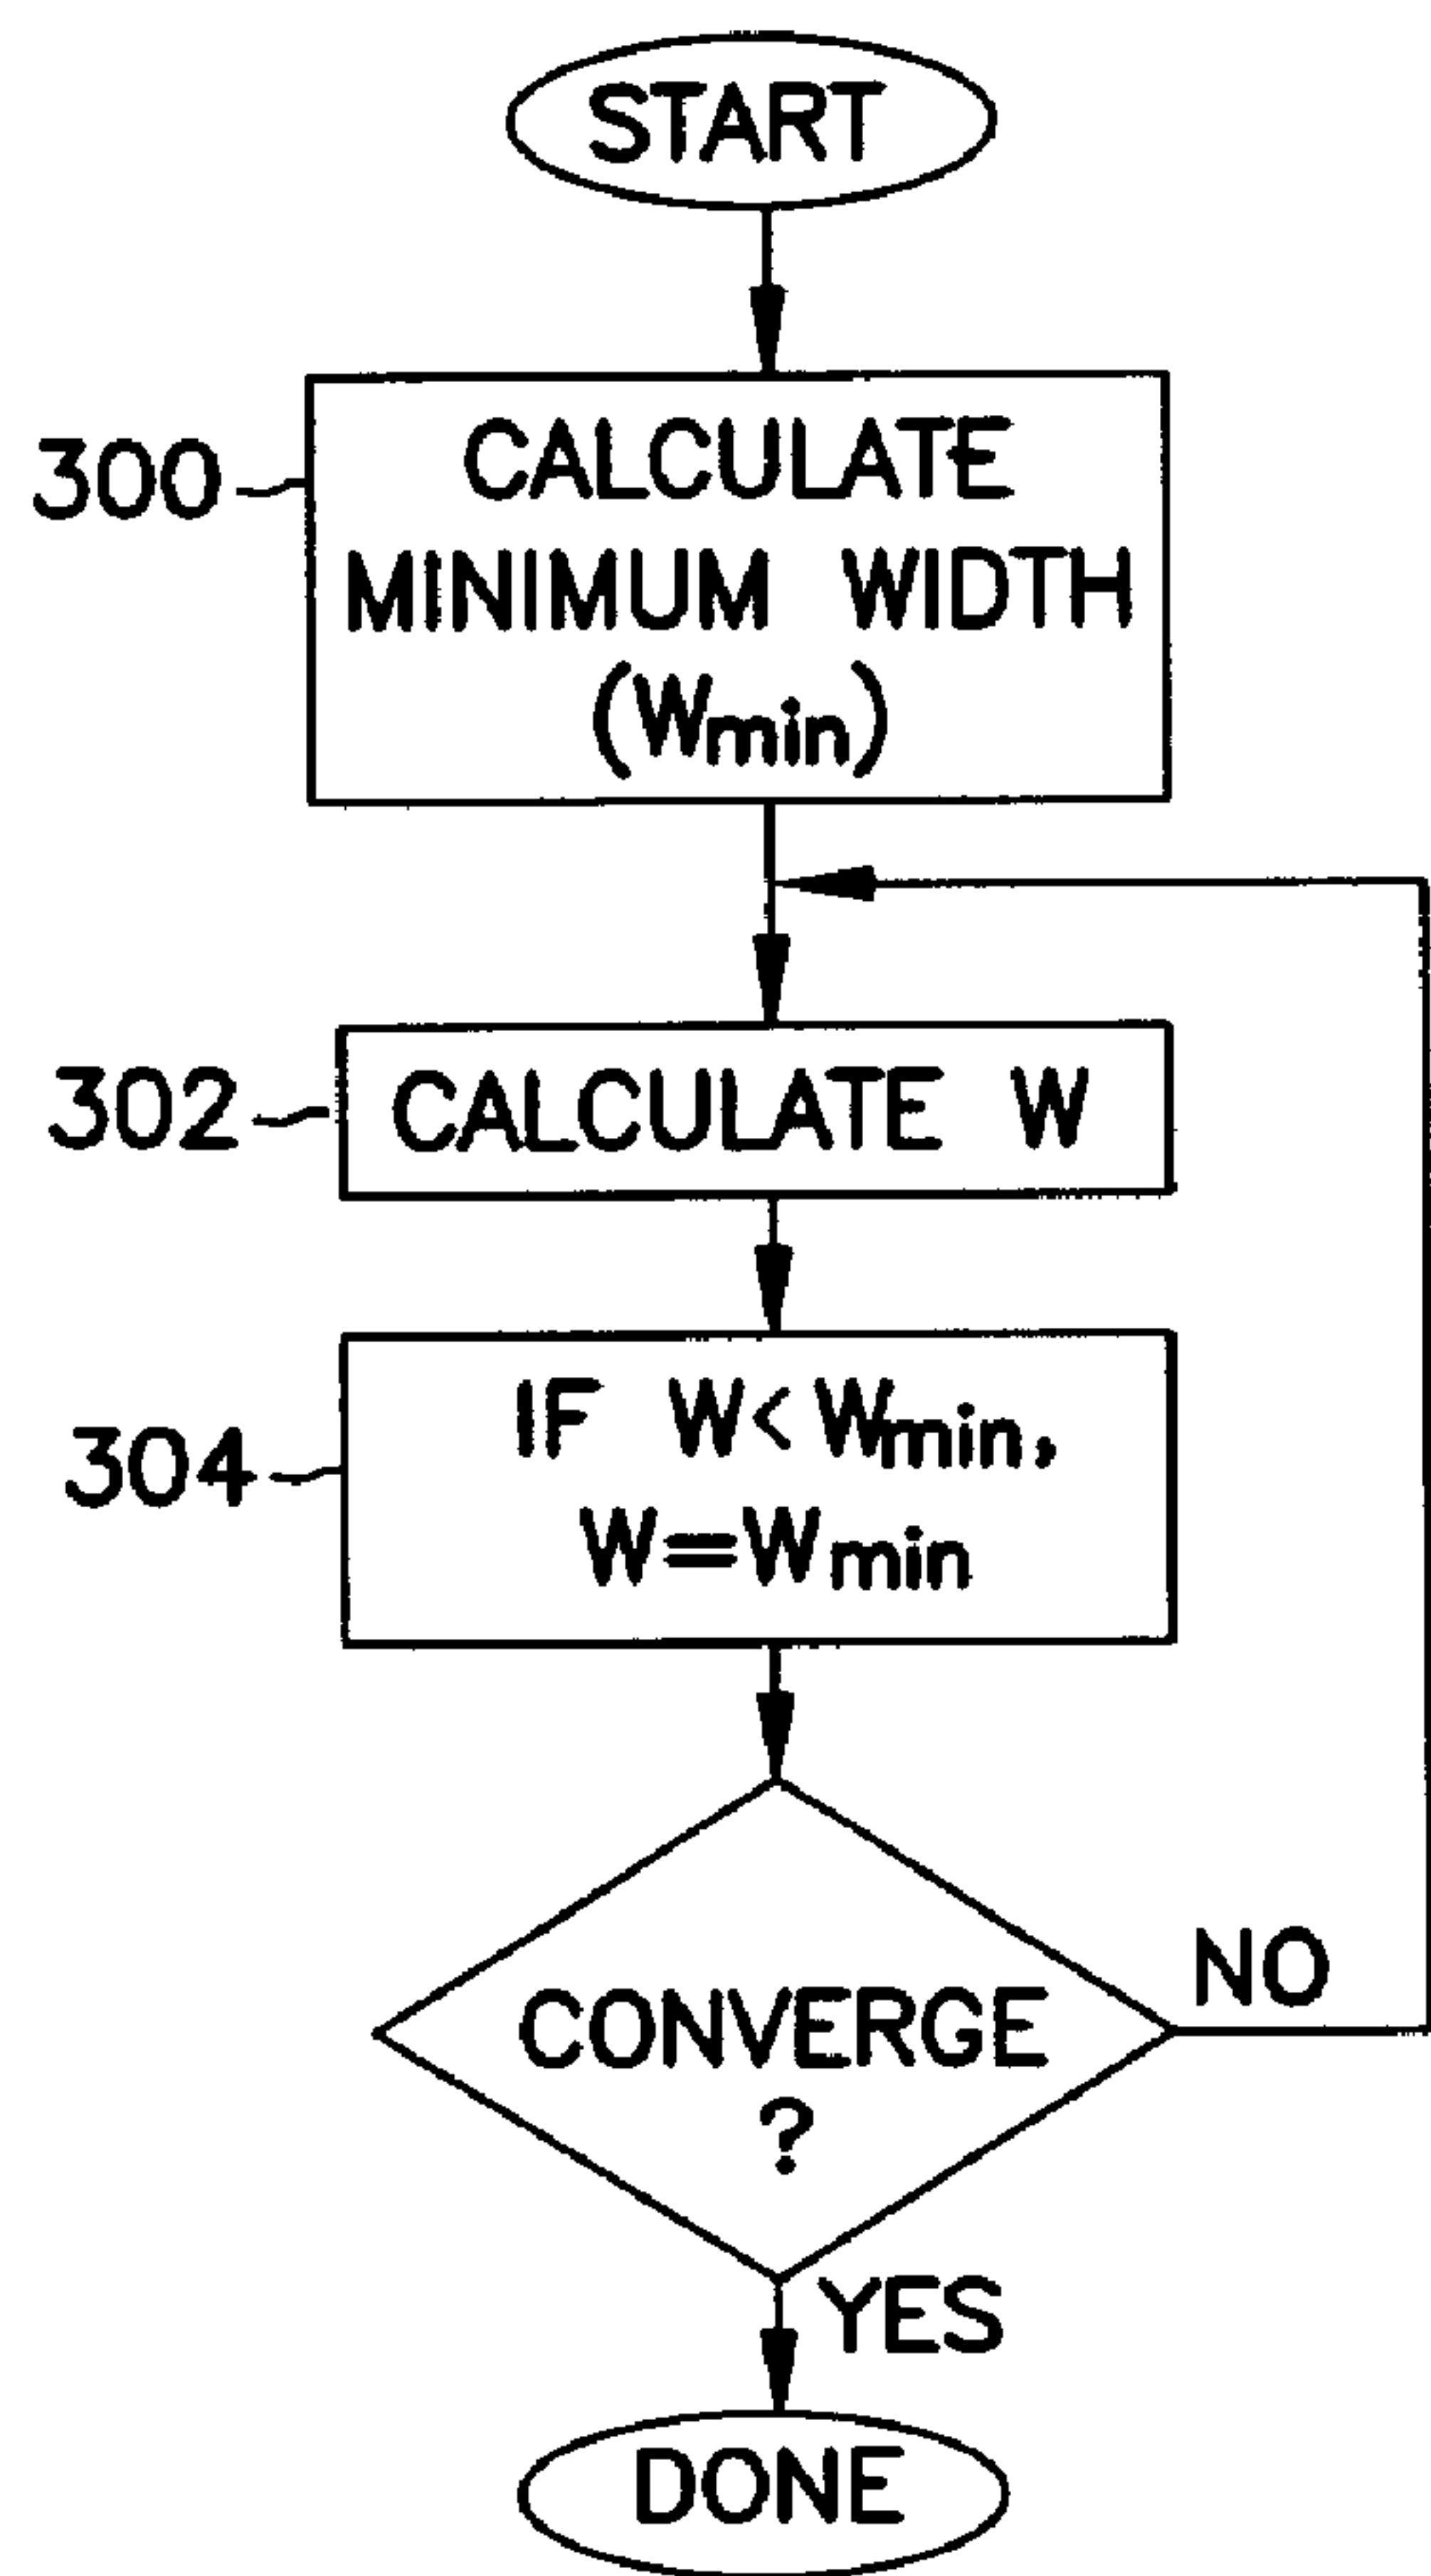 START
300
CALCULATE
MINIMUM WIDTH
(Wmin)
302
CALCULATE W
304
IF W<Wmin,
W=Wmin
CONVERGE
?
NO
YES
DONE